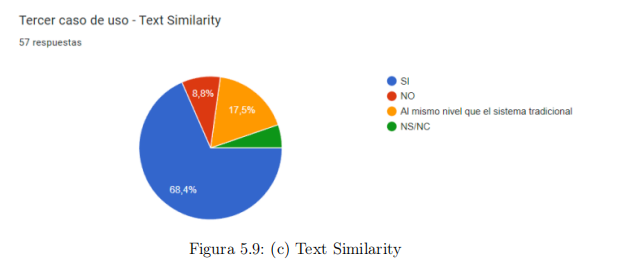 Tercer caso de uso - Text Similarity
57 respuestas
SI
NO
Al mismo nivel que el sistema tradicional
NS/NC
8,8%
17,5%
68,4%
Figura 5.9: (c) Text Similarity